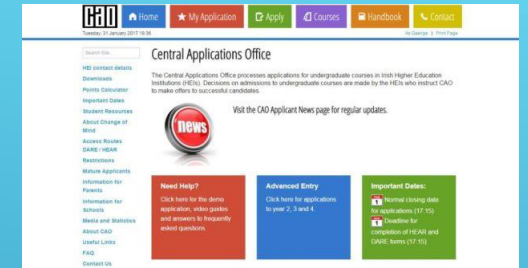 cao
Home
My Application
Apply
Courses
Handbook
Contact
Tuesday, 31 January 2017 19:36
As Gaeilge | Print Page
Search Site
HEI contact details
Downloads
Points Calculator
Important Dates
Student Resources
About Change of
Mind
Access Routes
DARE / HEAR
Restrictions
Mature Applicants
Information for
Parents
Information for
Schools
Media and Statistics
About CAO
Useful Links
FAQ
Contact Us
Central Applications Office
The Central Applications Office processes applications for undergraduate courses in Irish Higher Education
Institutions (HEIs). Decisions on admissions to undergraduate courses are made by the HEIs who instruct CAO
to make offers to successful candidates.
news
Visit the CAO Applicant News page for regular updates.
Need Help?
Click here for the demo
application, video guides
and answers to frequently
asked questions
Advanced Entry
Click here for applications
to year 2, 3 and 4.
Important Dates:
1 Normal closing date
for applications (17:15)
1 Deadline for
completion of HEAR and
DARE forms (17:15)